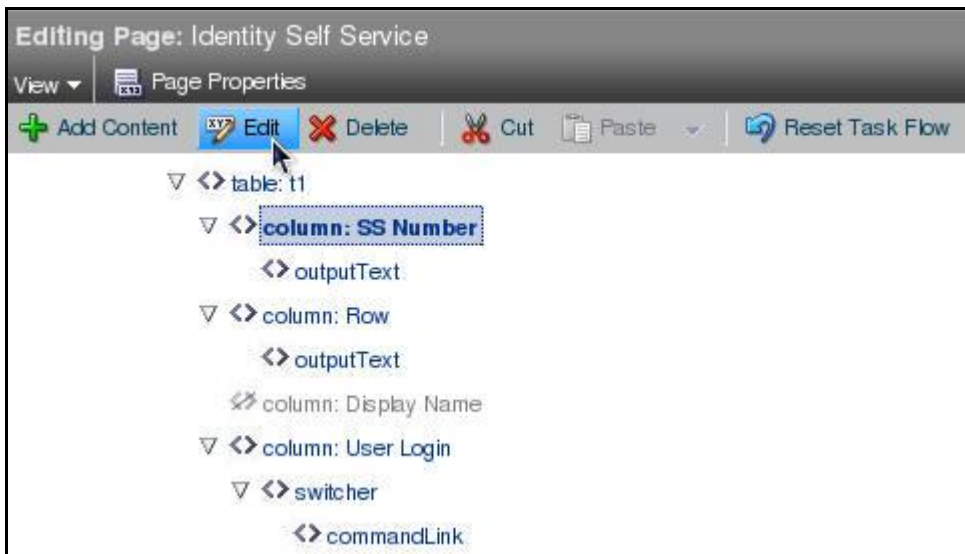 Editing Page: Identity Self Service
View Page Properties
Add Content Edit Delete Cut Paste Reset Task Flow
table: t1
column: SS Number
outputText
column: Row
outputText
column: Display Name
column: User Login
switcher
commandLink